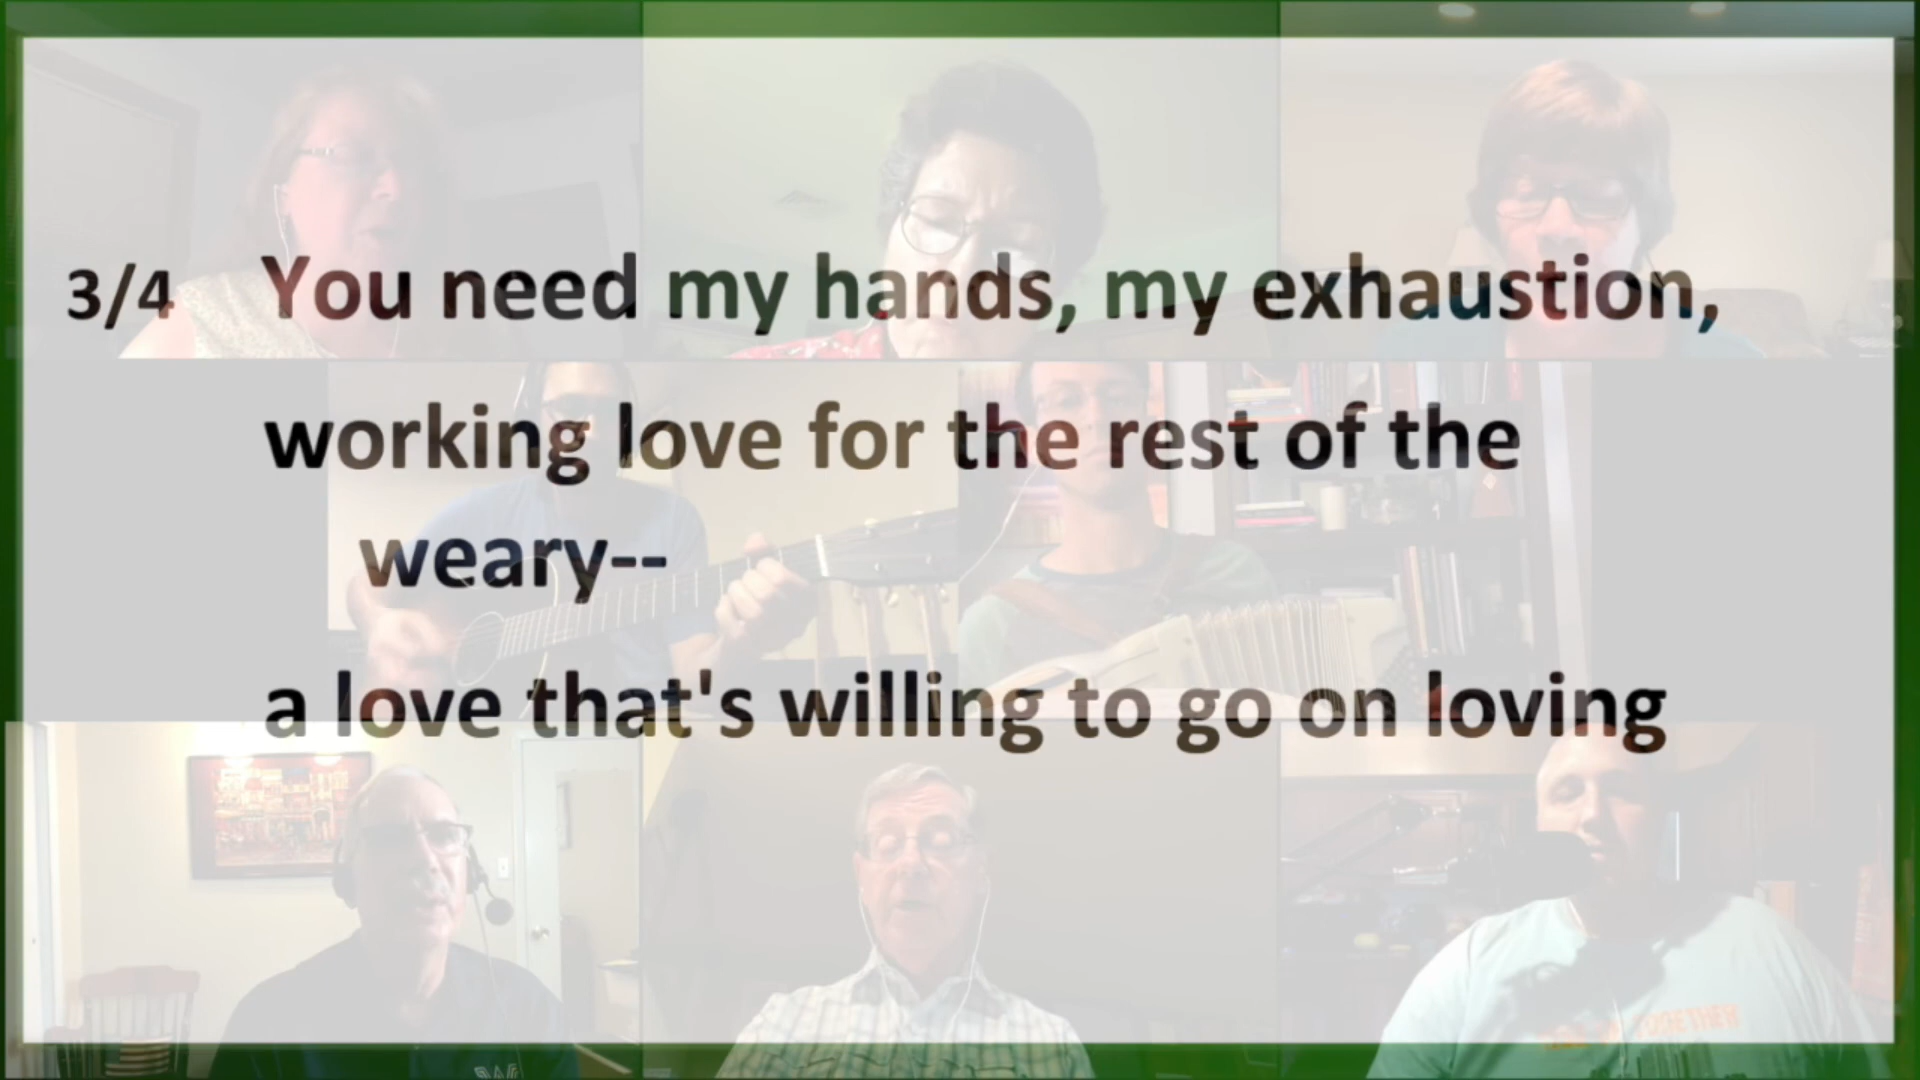 3/4 You need my hands, my exhaustion,
working love for the rest of the
weary--
a love that's willing to go on loving
TOGETHER